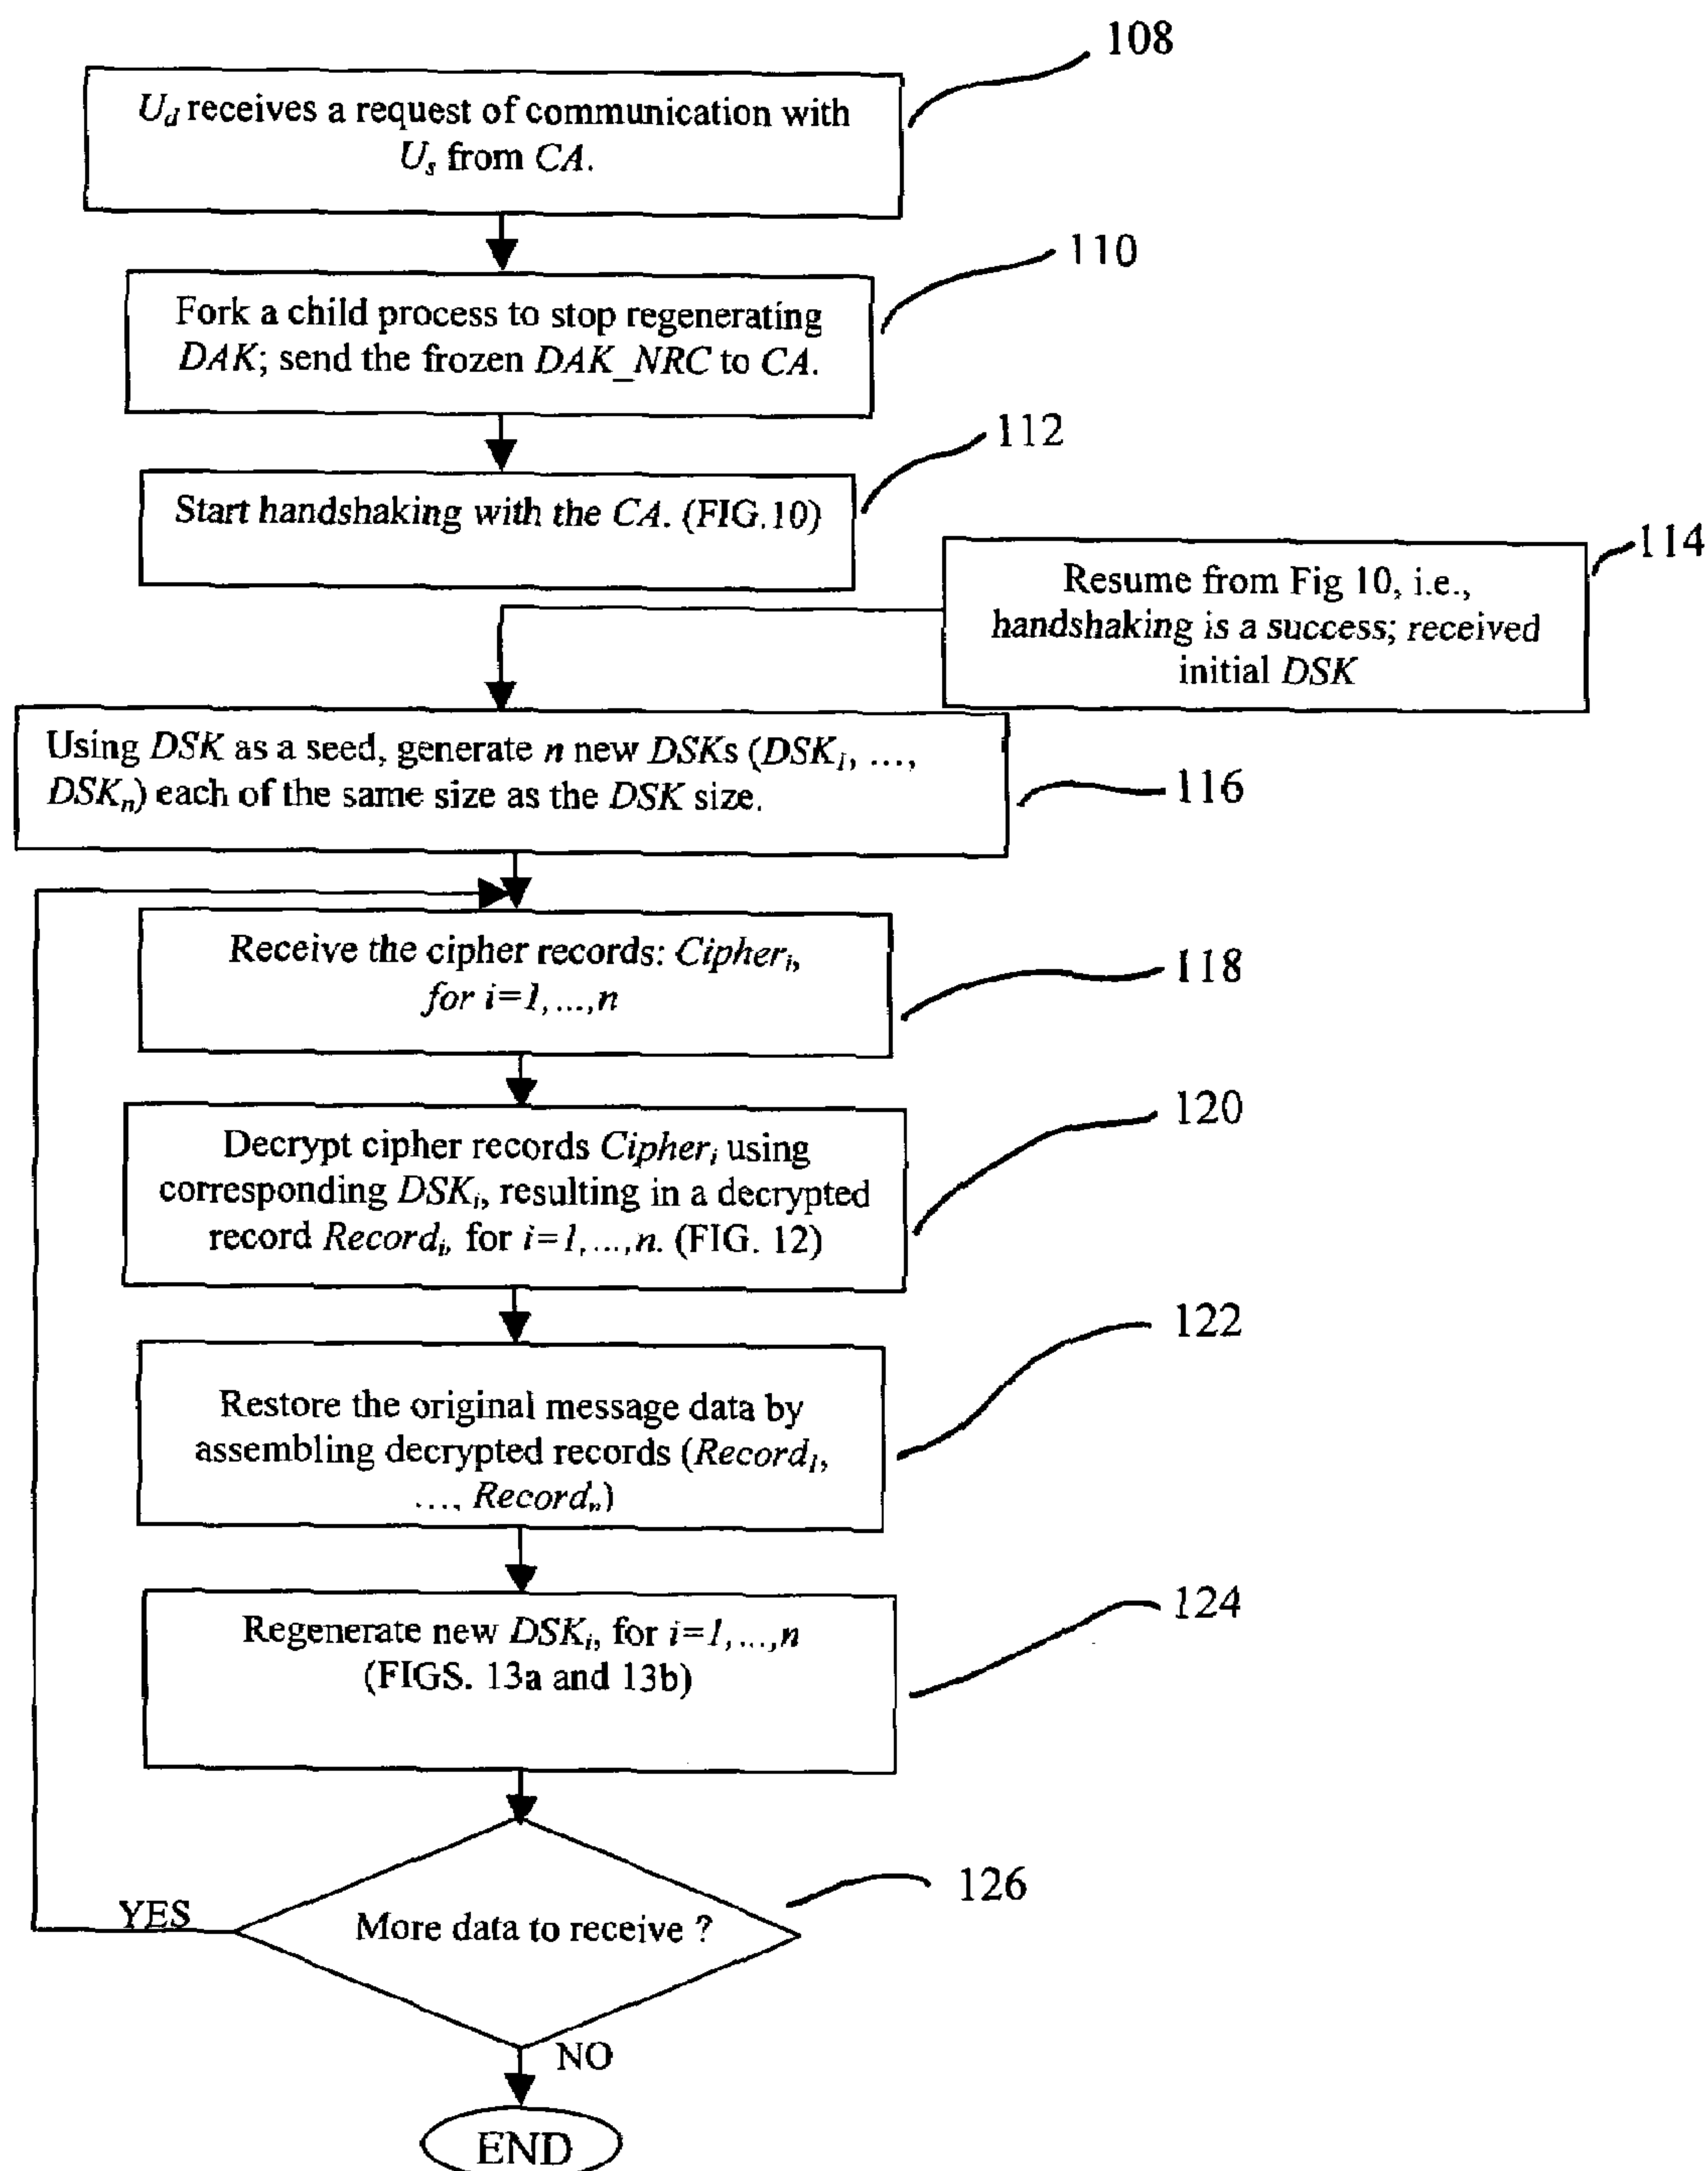 108
U_d receives a request of communication with
U_s from CA.
110
Fork a child process to stop regenerating
DAK; send the frozen DAK_NRC to CA.
112
Start handshaking with the CA. (FIG.10)
114
Resume from Fig 10, i.e.,
handshaking is a success; received
initial DSK
Using DSK as a seed, generate n new DSKs (DSK_1, ...,
DSK_n) each of the same size as the DSK size.
116
Receive the cipher records: Cipher_i,
for i=1,...,n
118
Decrypt cipher records Cipher_i using
corresponding DSK_i, resulting in a decrypted
record Record_i, for i=1,...,n. (FIG. 12)
120
Restore the original message data by
assembling decrypted records (Record_1,
..., Record_n)
122
Regenerate new DSK_i, for i=1,...,n
(FIGS. 13a and 13b)
124
More data to receive ?
126
YES
NO
END